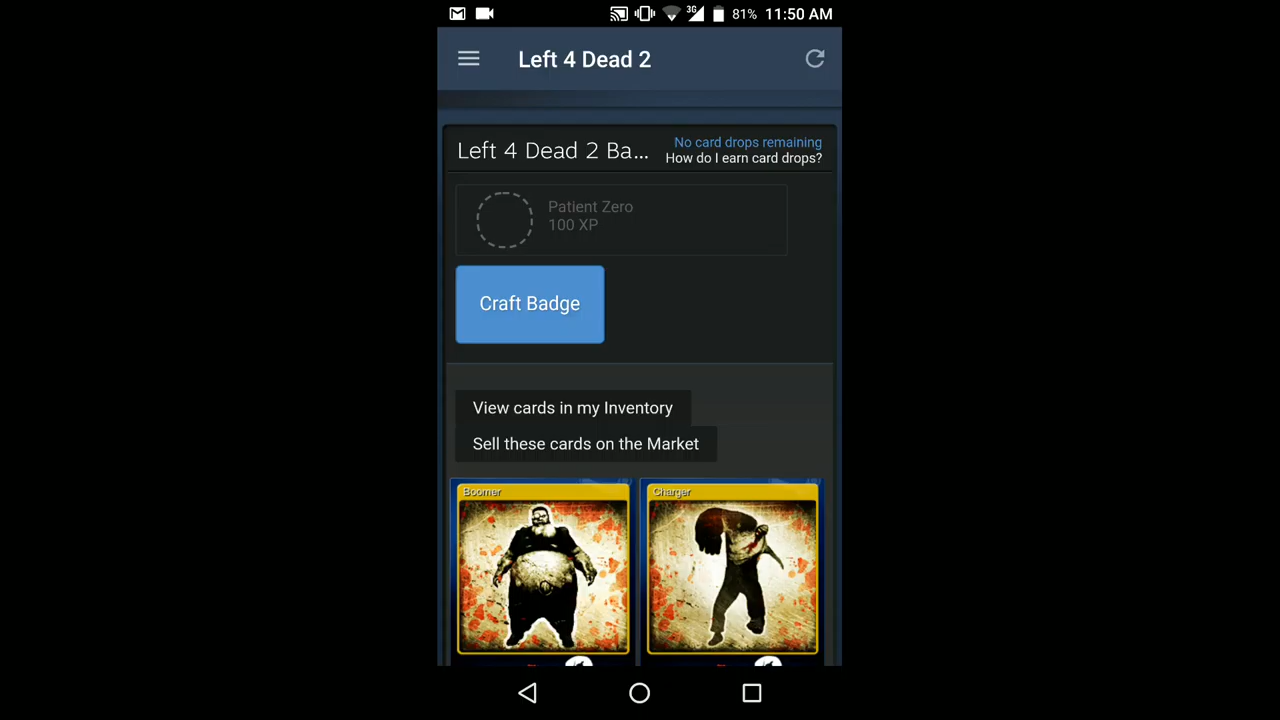 3G 81% 11:50 AM
Left 4 Dead 2
Left 4 Dead 2 Ba...
No card drops remaining
How do I earn card drops?
Patient Zero
100 XP
Craft Badge
View cards in my Inventory
Sell these cards on the Market
Boomer
Charger